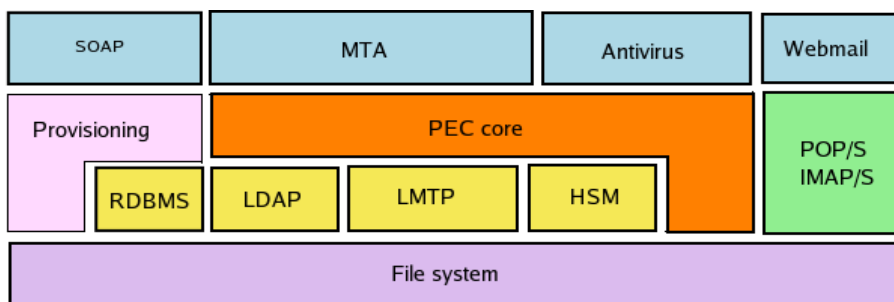 SOAP
MTA
Antivirus
Webmail
Provisioning
PEC core
POP/S
IMAP/S
RDBMS
LDAP
LMTP
HSM
File system